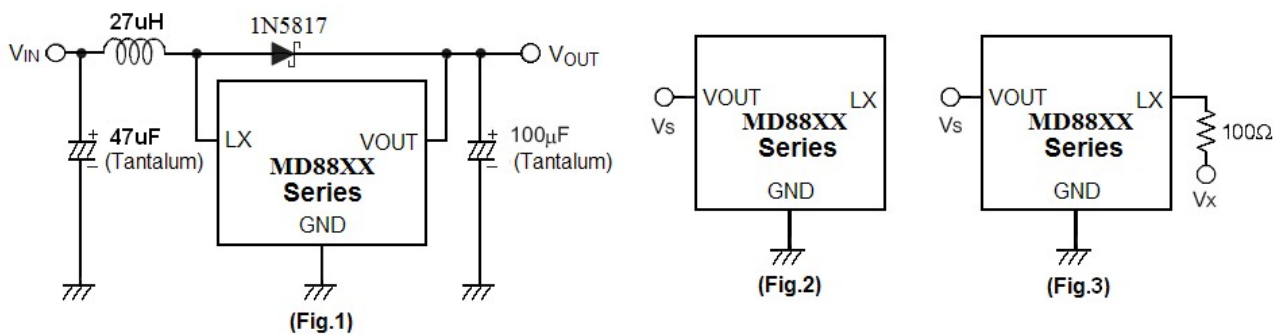 27uH
1N5817
VIN
VOUT
47uF
(Tantalum)
+
−
LX
VOUT
MD88XX
Series
GND
+
−
100μF
(Tantalum)
(Fig.1)
VOUT
LX
Vs
MD88XX
Series
GND
(Fig.2)
VOUT
LX
Vs
MD88XX
Series
100Ω
GND
Vx
(Fig.3)